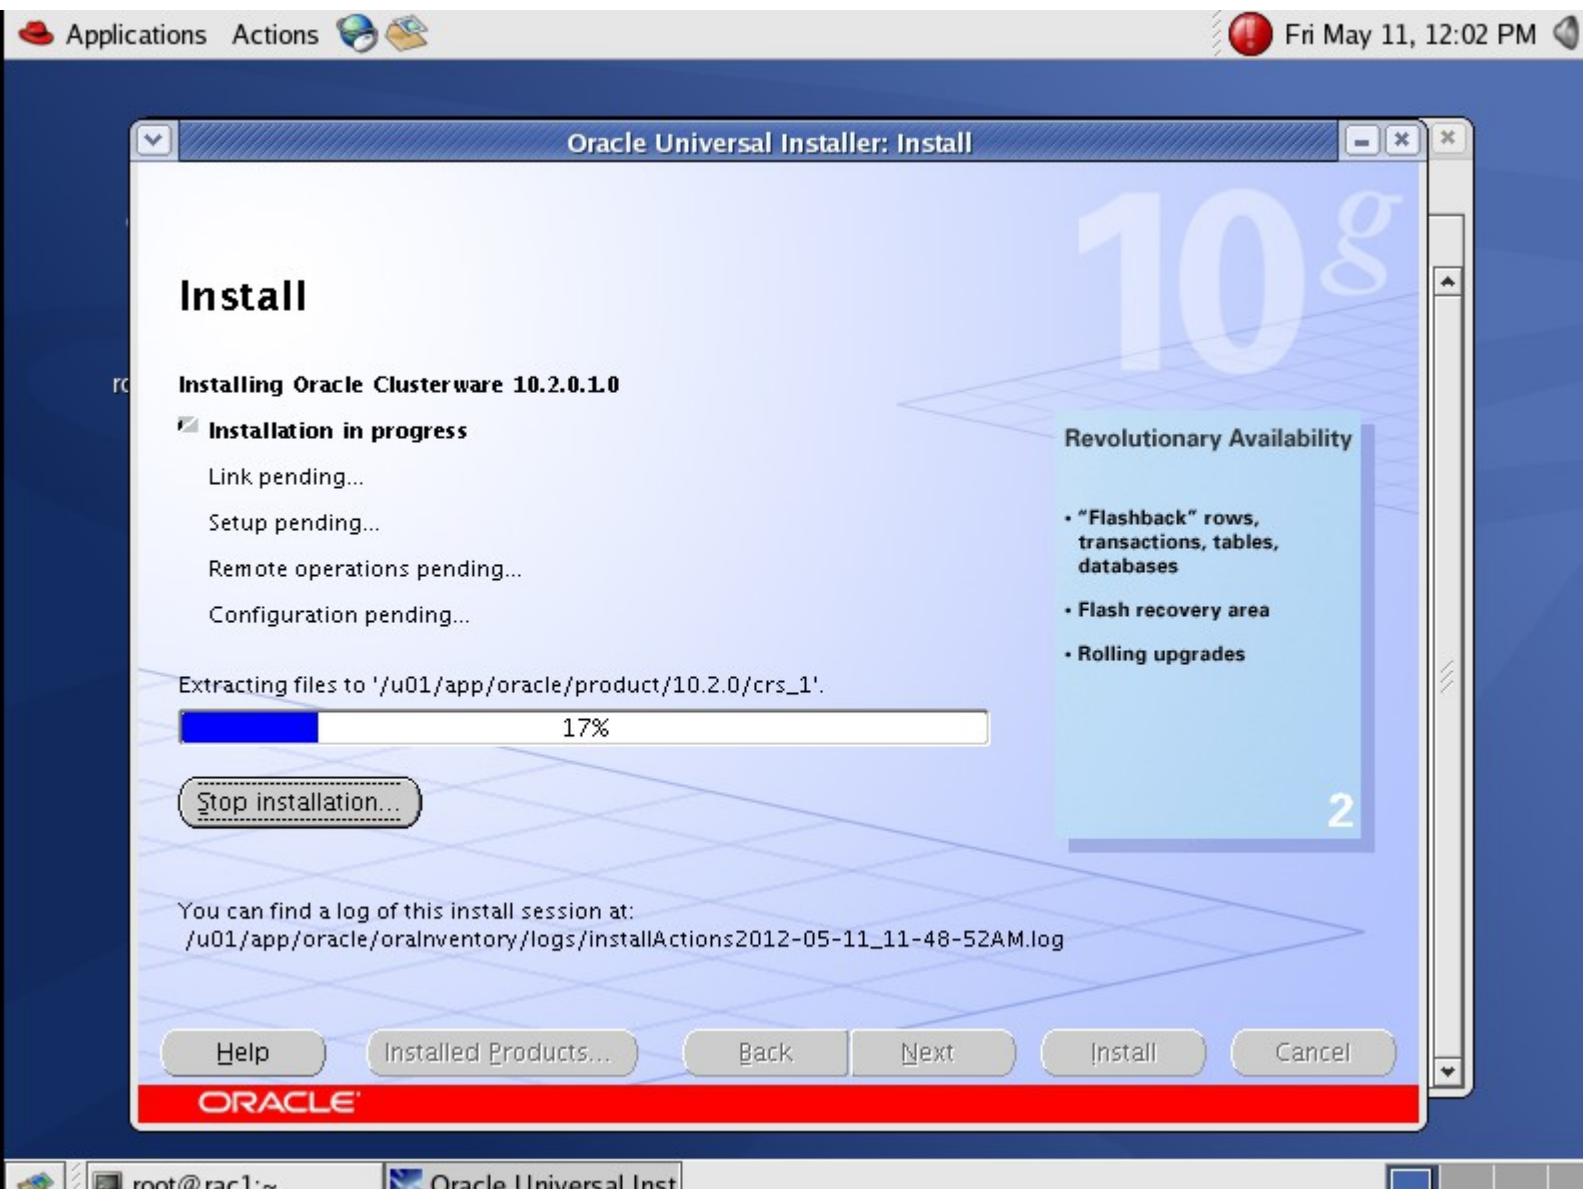 Applications Actions Fri May 11, 12:02 PM
Oracle Universal Installer: Install
10g
Install
Installing Oracle Clusterware 10.2.0.1.0
Installation in progress
Link pending...
Setup pending...
Remote operations pending...
Configuration pending...
Extracting files to '/u01/app/oracle/product/10.2.0/crs_1'.
17%
Stop installation...
Revolutionary Availability
• "Flashback" rows,
transactions, tables,
databases
• Flash recovery area
• Rolling upgrades
2
You can find a log of this install session at:
/u01/app/oracle/oraInventory/logs/installActions2012-05-11_11-48-52AM.log
Help Installed Products... Back Next Install Cancel
ORACLE
root@rac1:~ Oracle Universal Inst